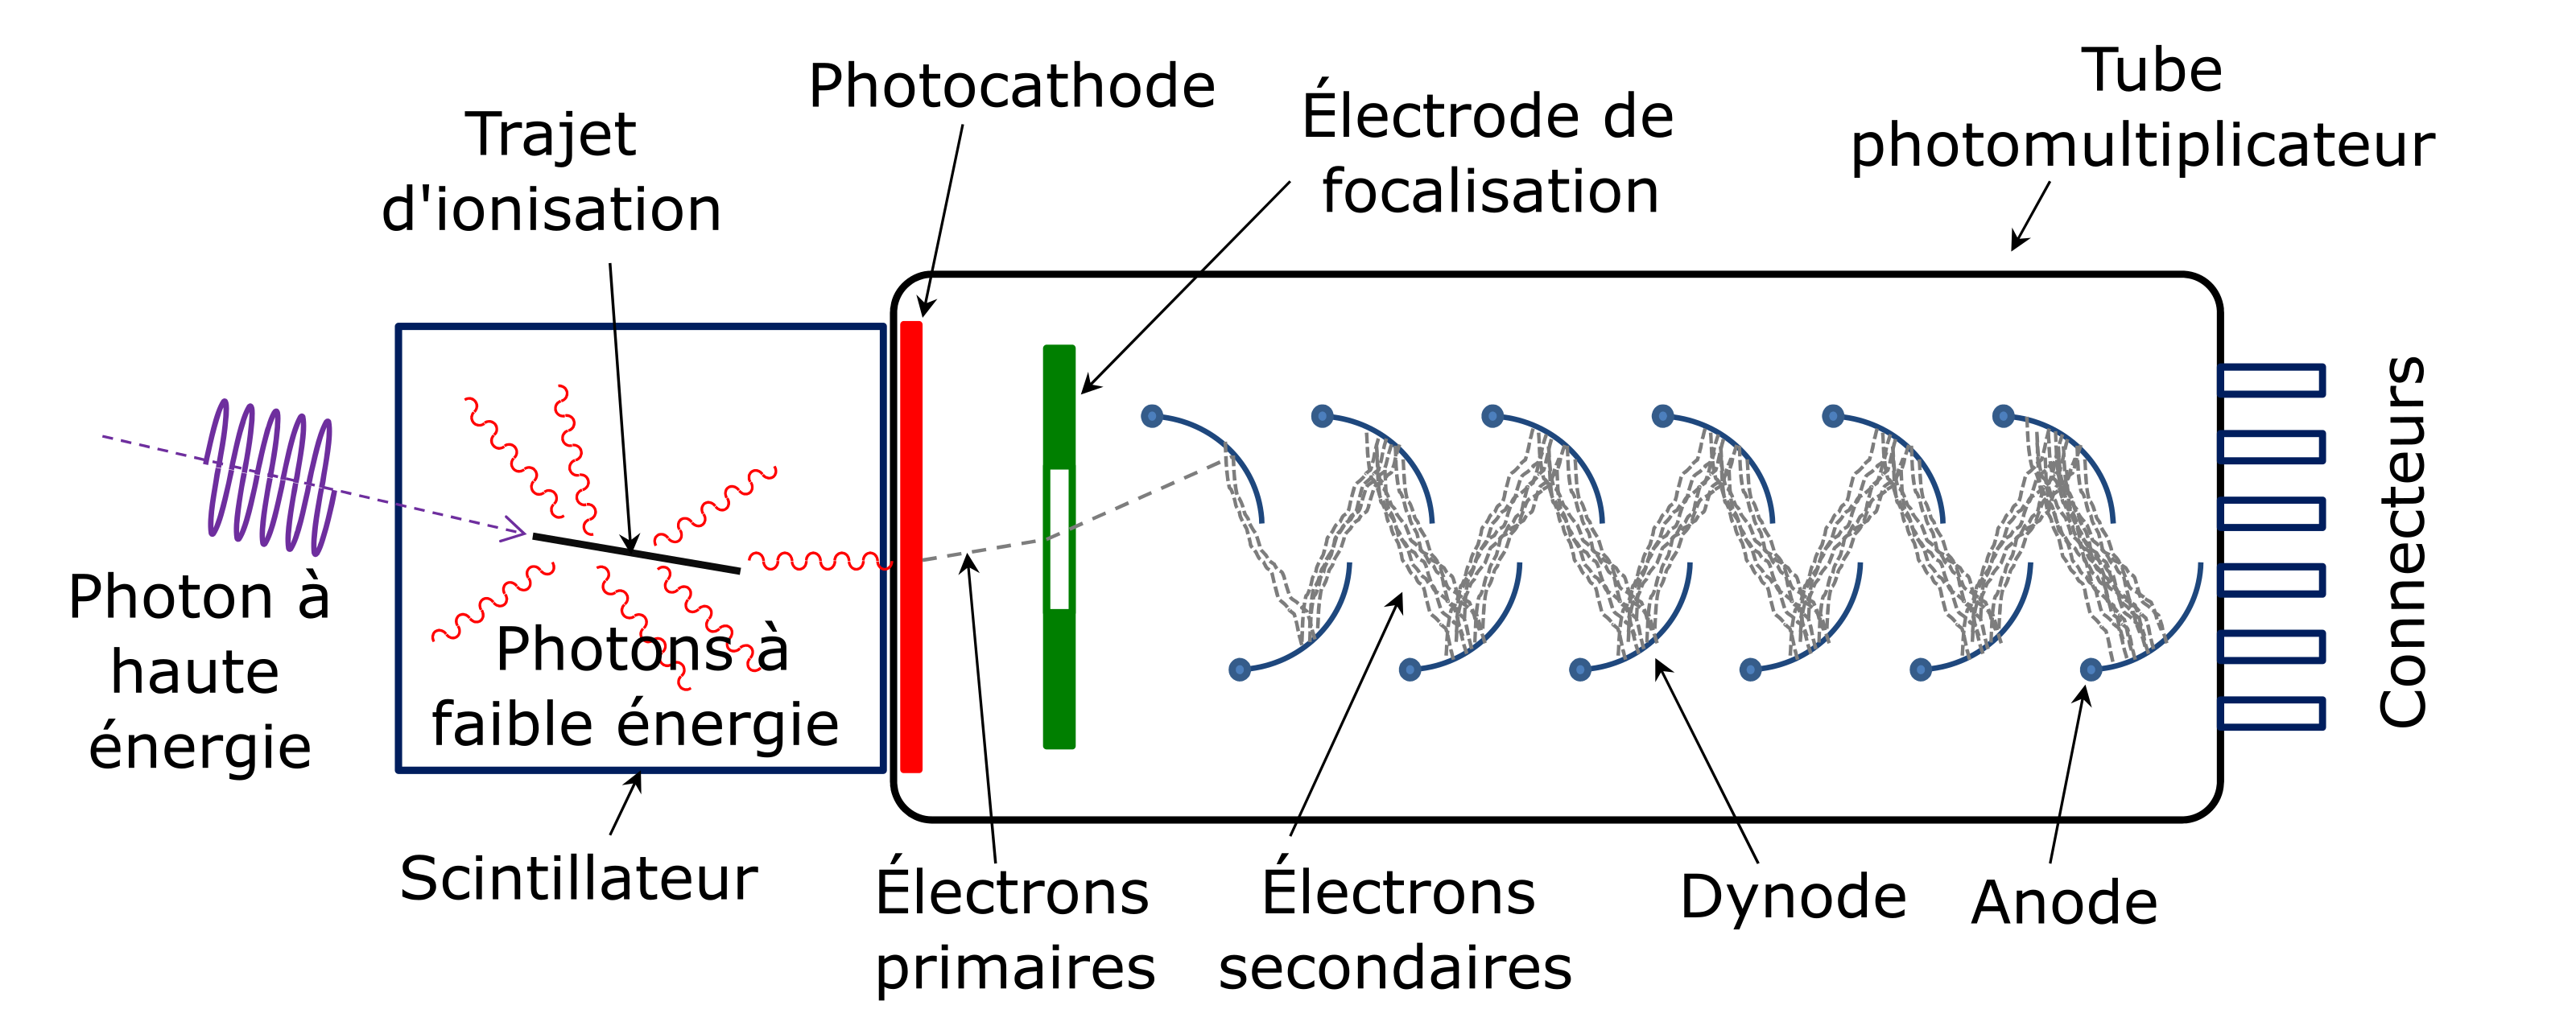 Photocathode
Trajet
d'ionisation
Électrode de
focalisation
Tube
photomultiplicateur
Photon à
haute
énergie
Photons à
faible énergie
Connecteurs
Scintillateur
Électrons
primaires
Électrons
secondaires
Dynode
Anode